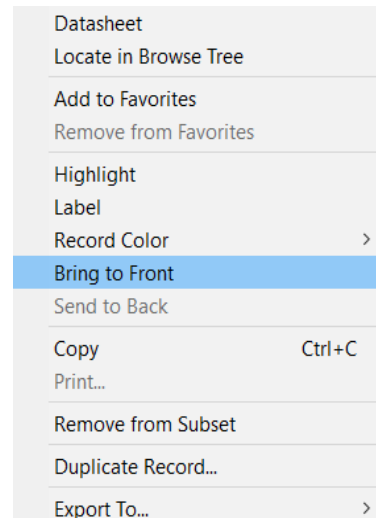 Datasheet
Locate in Browse Tree
Add to Favorites
Remove from Favorites
Highlight
Label
Record Color >
Bring to Front
Send to Back
Copy Ctrl+C
Print...
Remove from Subset
Duplicate Record...
Export To... >